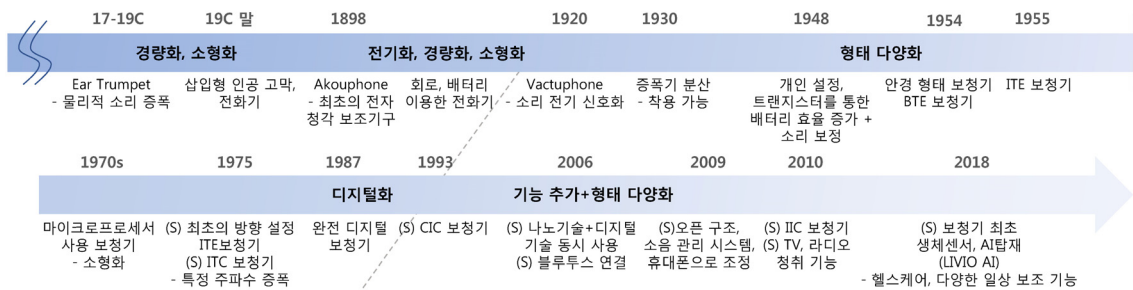 17-19C 19C 말 1898 1920 1930 1948 1954 1955
경량화, 소형화 전기화, 경량화, 소형화 형태 다양화
Ear Trumpet
- 물리적 소리 증폭
삽입형 인공 고막,
전화기
Akouphone
- 최초의 전자
청각 보조기구
회로, 배터리
이용한 전화기
Vactuphone
- 소리 전기 신호화
증폭기 분산
- 착용 가능
개인 설정,
트랜지스터를 통한
배터리 효율 증가 +
소리 보정
안경 형태 보청기
BTE 보청기
ITE 보청기
1970s 1975 1987 1993 2006 2009 2010 2018
디지털화 기능 추가+형태 다양화
마이크로프로세서
사용 보청기
- 소형화
(S) 최초의 방향 설정
ITE보청기
(S) ITC 보청기
- 특정 주파수 증폭
완전 디지털
보청기
(S) CIC 보청기
(S) 나노기술+디지털
기술 동시 사용
(S) 블루투스 연결
(S)오픈 구조,
소음 관리 시스템,
휴대폰으로 조정
(S) IIC 보청기
(S) TV, 라디오
청취 기능
(S) 보청기 최초
생체센서, AI탑재
(LIVIO AI)
- 헬스케어, 다양한 일상 보조 기능